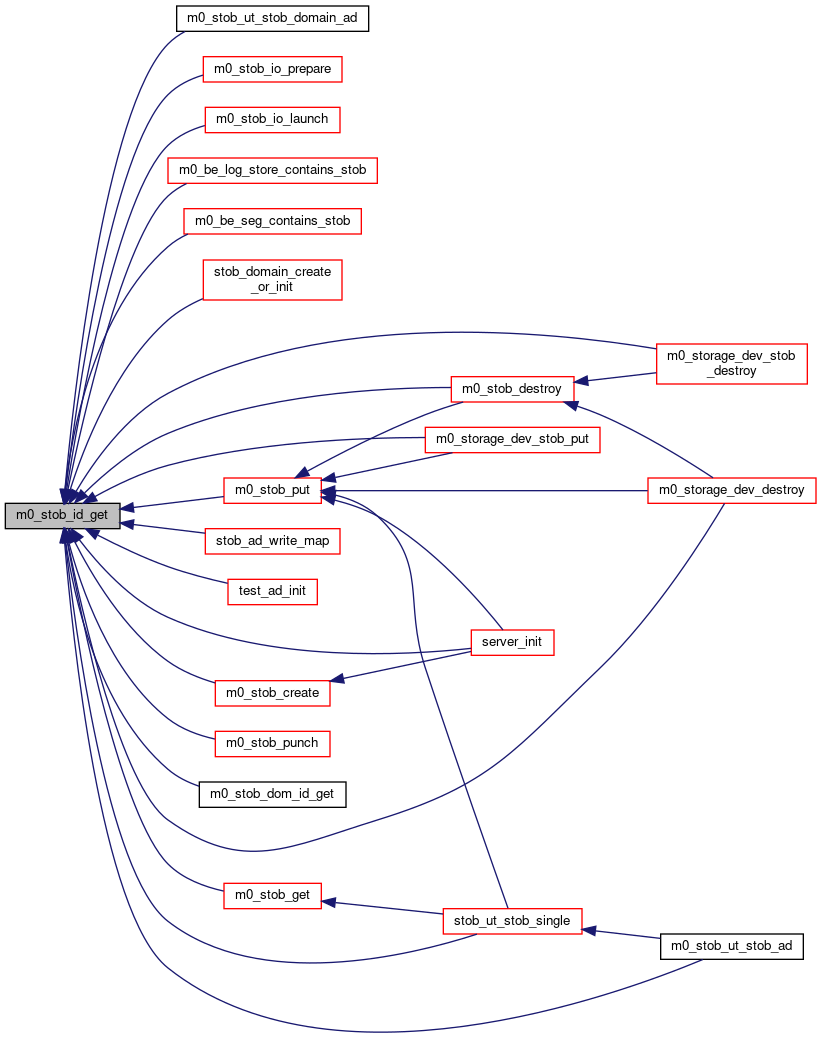 m0_stob_ut_stob_domain_ad
m0_stob_io_prepare
m0_stob_io_launch
m0_be_log_store_contains_stob
m0_be_seg_contains_stob
stob_domain_create
_or_init
m0_storage_dev_stob
_destroy
m0_stob_destroy
m0_storage_dev_stob_put
m0_stob_put
m0_storage_dev_destroy
m0_stob_id_get
stob_ad_write_map
test_ad_init
server_init
m0_stob_create
m0_stob_punch
m0_stob_dom_id_get
m0_stob_get
stob_ut_stob_single
m0_stob_ut_stob_ad